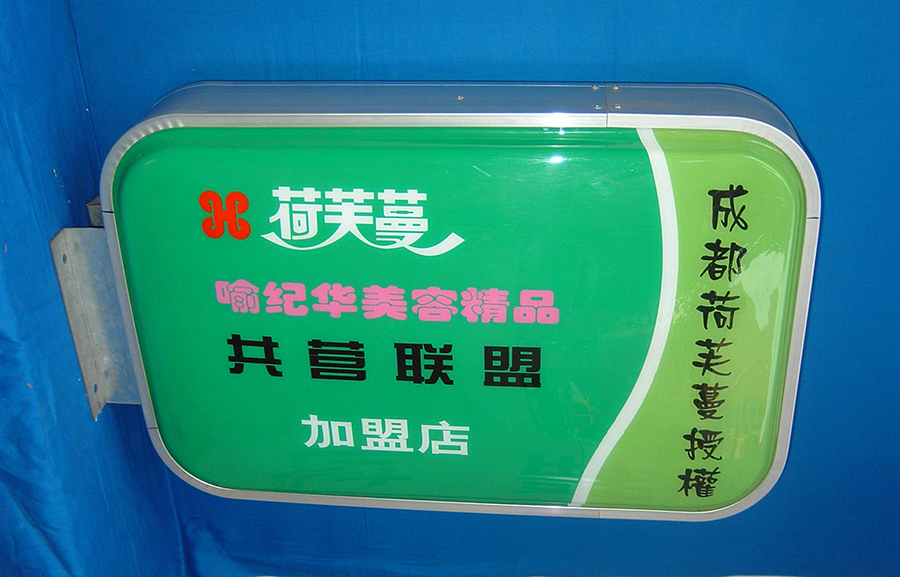 荷芙蔓
喻纪华美容精品
共营联盟
加盟店
成都荷芙蔓授權